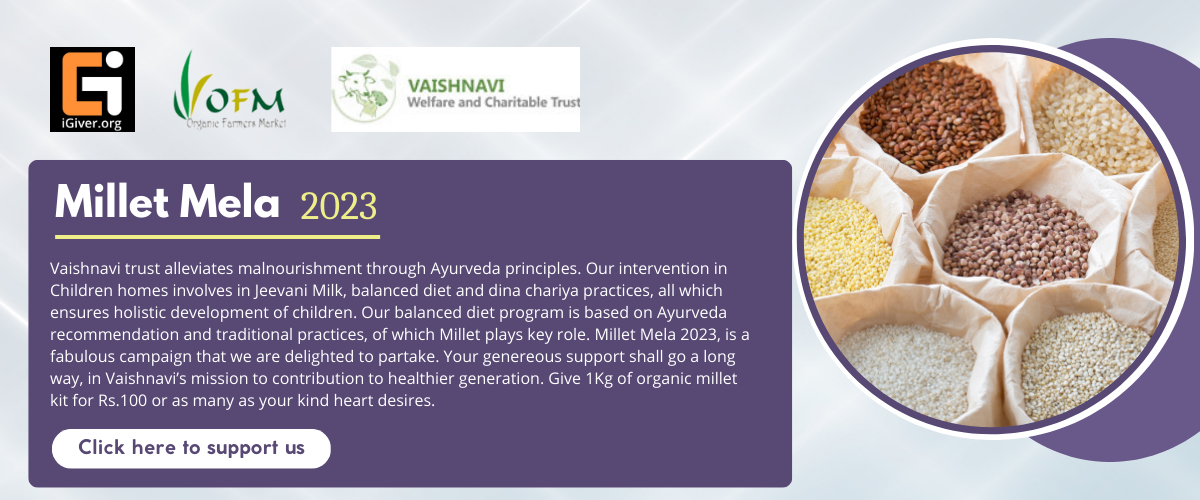 iGiver.org
OFM
Organic Farmers Market
VAISHNAVI
Welfare and Charitable Trust
Millet Mela 2023
Vaishnavi trust alleviates malnourishment through Ayurveda principles. Our intervention in
Children homes involves in Jeevani Milk, balanced diet and dina chariya practices, all which
ensures holistic development of children. Our balanced diet program is based on Ayurveda
recommendation and traditional practices, of which Millet plays key role. Millet Mela 2023, is a
fabulous campaign that we are delighted to partake. Your genereous support shall go a long
way, in Vaishnavi’s mission to contribution to healthier generation. Give 1Kg of organic millet
kit for Rs.100 or as many as your kind heart desires.
Click here to support us